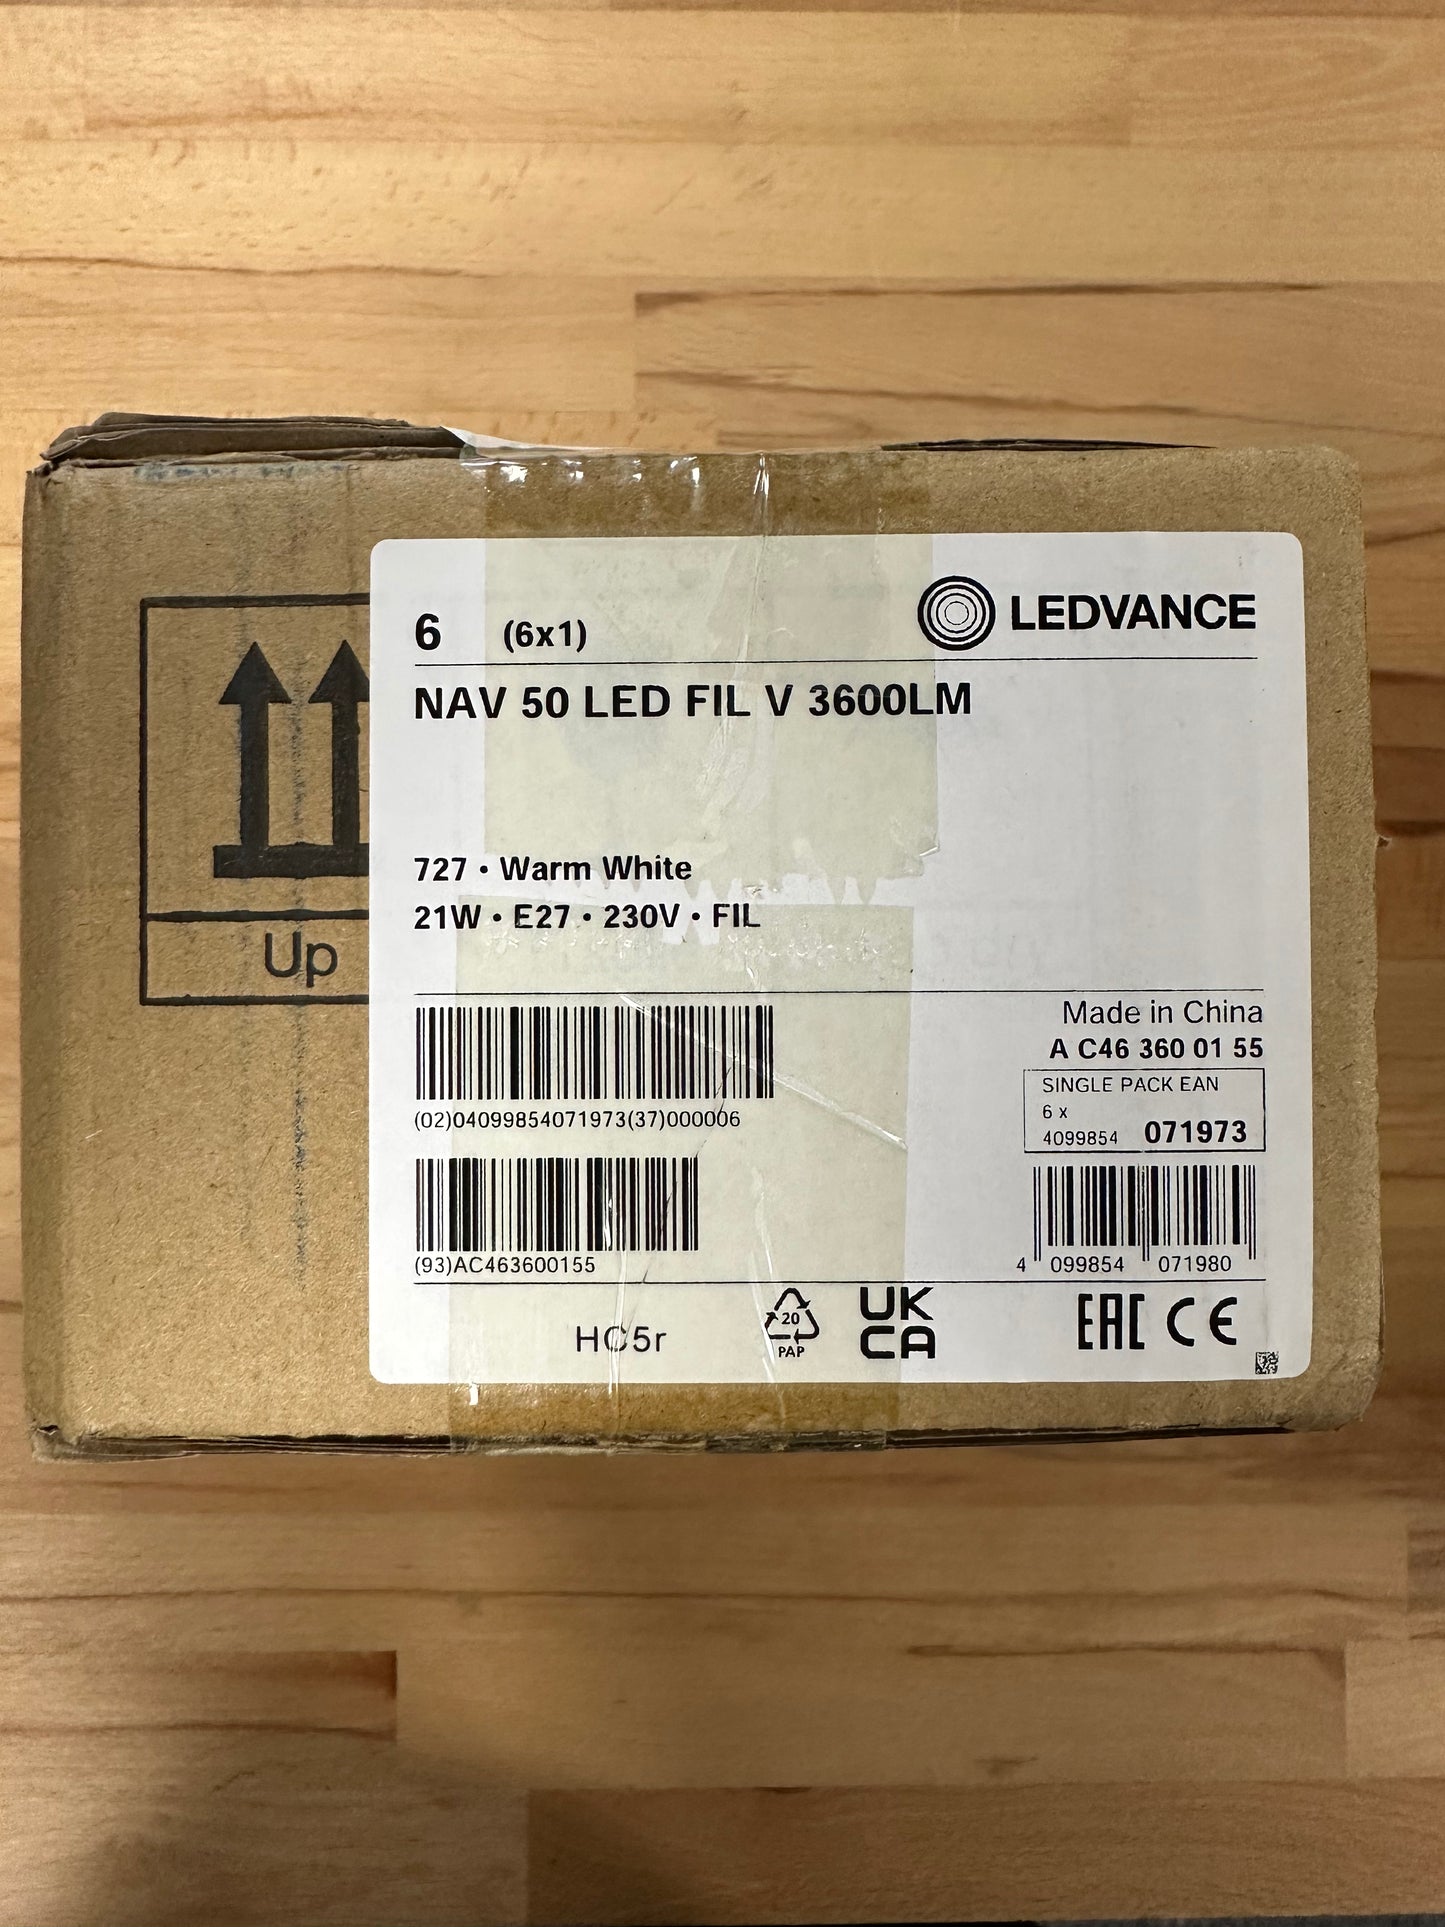 6 (6x1) LEDVANCE
NAV 50 LED FIL V 3600LM
727 • Warm White
21W • E27 • 230V • FIL
Up
Made in China
A C46 360 01 55
SINGLE PACK EAN
6 x
4099854 071973
(02)04099854071973(37)000006
(93)AC463600155
4 099854 071980
HC5r
20
PAP
UK
CA
EAC CE